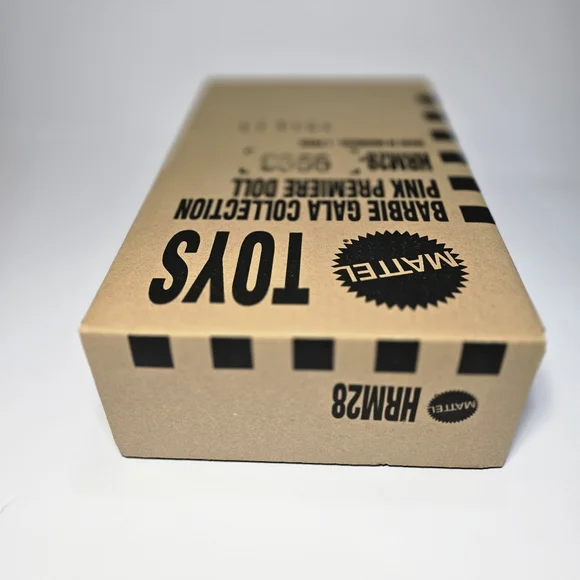 MATTEL TOYS
BARBIE GALA COLLECTION
PINK PREMIERE DOLL
HRM28-
MATTEL HRM28